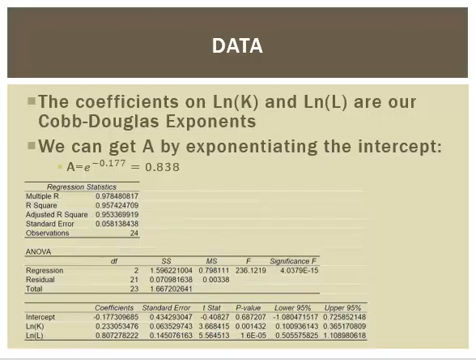 DATA
The coefficients on Ln(K) and Ln(L) are our
Cobb-Douglas Exponents
We can get A by exponentiating the intercept:
A=e^−0.177 = 0.838
Regression Statistics
Multiple R 0.978480817
R Square 0.957424709
Adjusted R Square 0.953369919
Standard Error 0.058138438
Observations 24
ANOVA
df SS MS F Significance F
Regression 2 1.596221004 0.798111 236.1219 4.0379E-15
Residual 21 0.070981638 0.00338
Total 23 1.667202641
Coefficients Standard Error t Stat P-value Lower 95% Upper 95%
Intercept -0.177309685 0.434293047 -0.40827 0.687207 -1.080471517 0.725852148
Ln(K) 0.233053476 0.063529743 3.668415 0.001432 0.100936143 0.365170809
Ln(L) 0.807278222 0.145076163 5.564513 1.6E-05 0.505575825 1.108980618